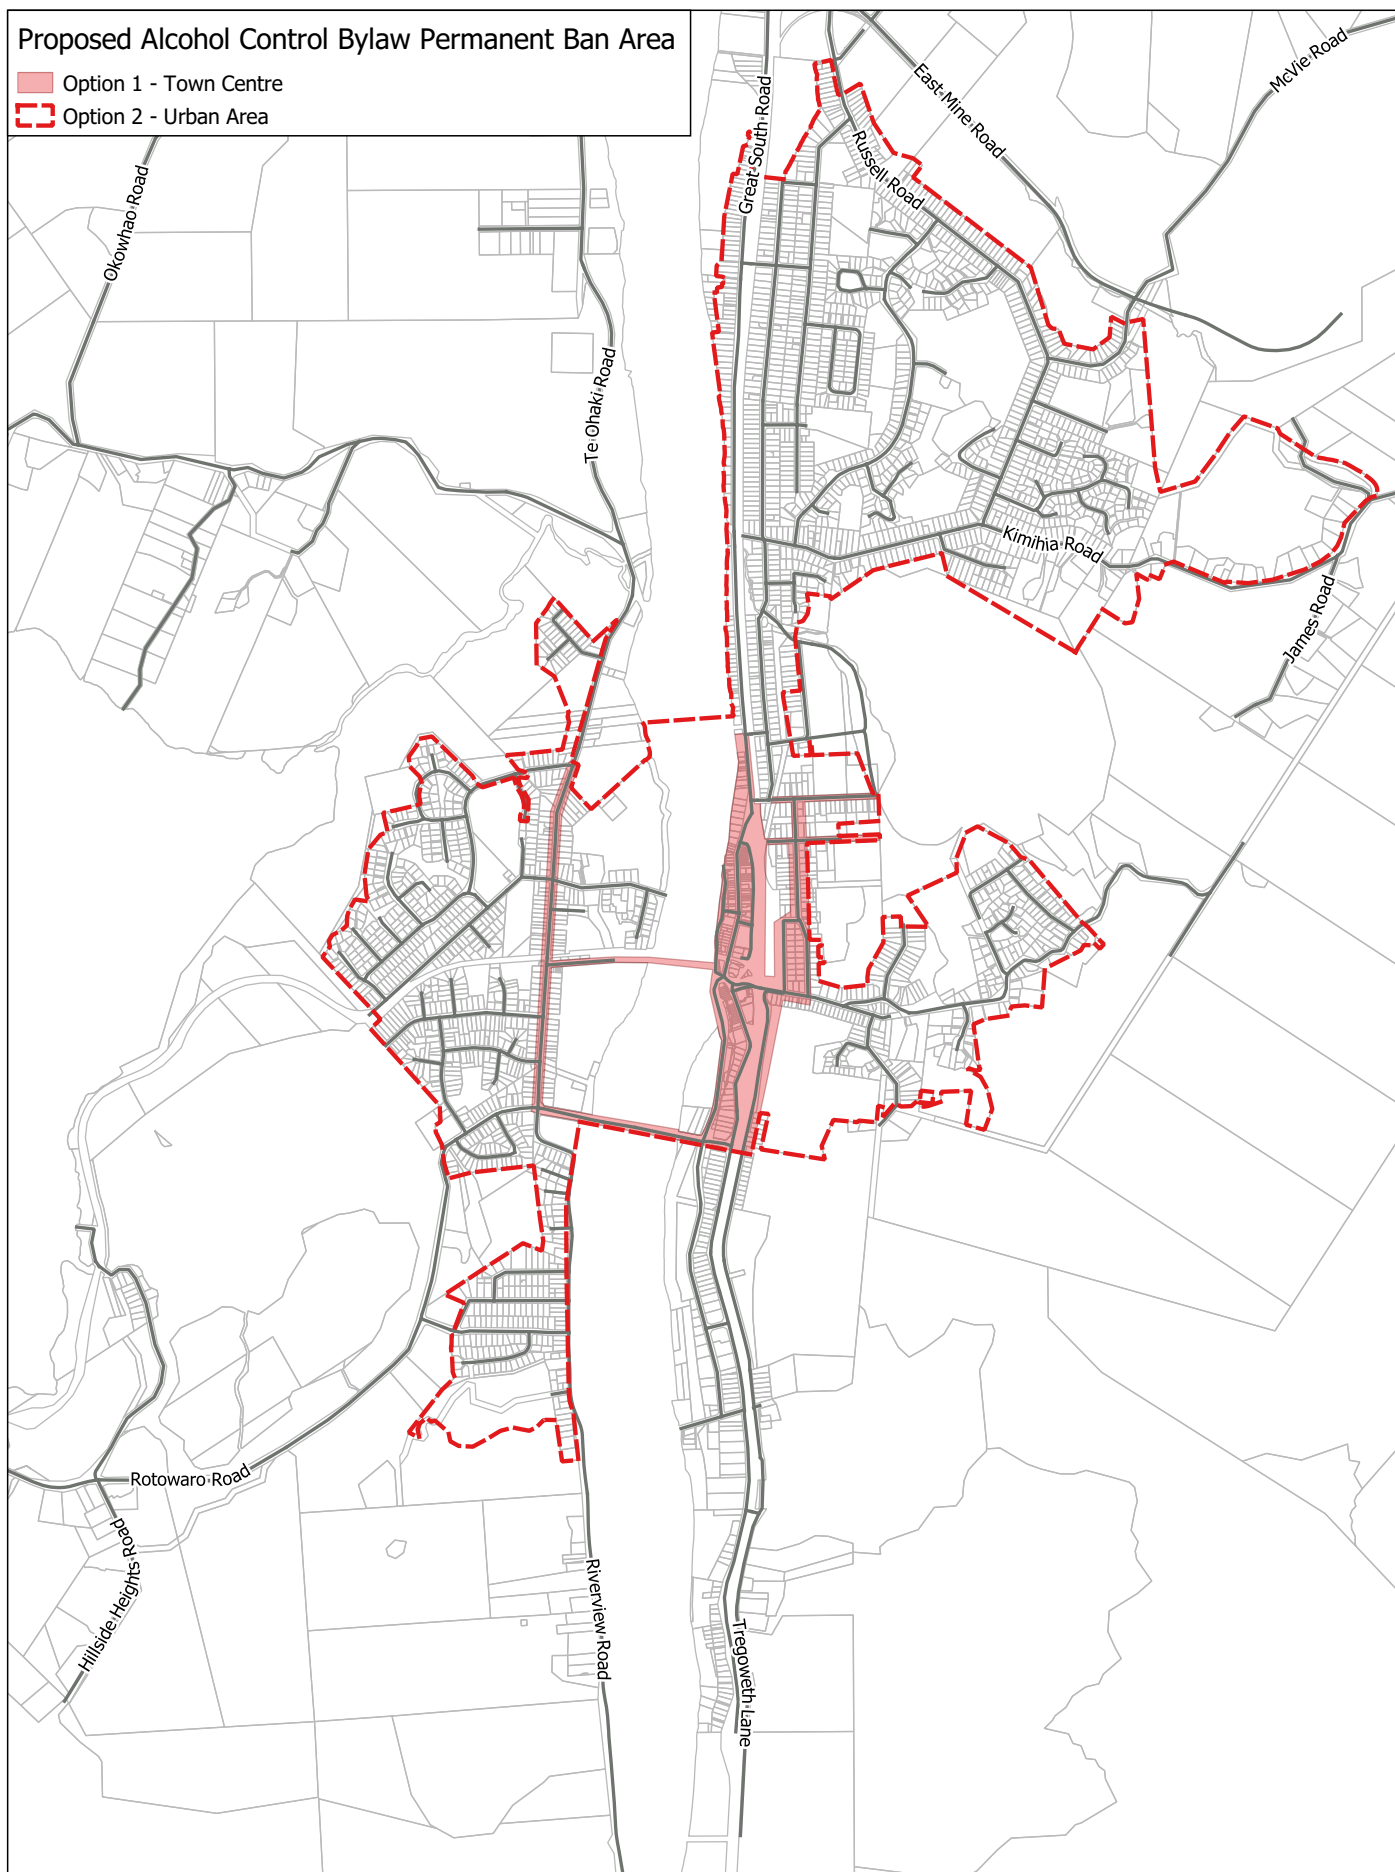 Proposed Alcohol Control Bylaw Permanent Ban Area
Option 1 - Town Centre
Option 2 - Urban Area
McVie Road
East Mine Road
Great South Road
Russell Road
Okowhao Road
Te Ohaki Road
Kimihia Road
James Road
Rotowaro Road
Hillside Heights Road
Riverview Road
Tregoweth Lane